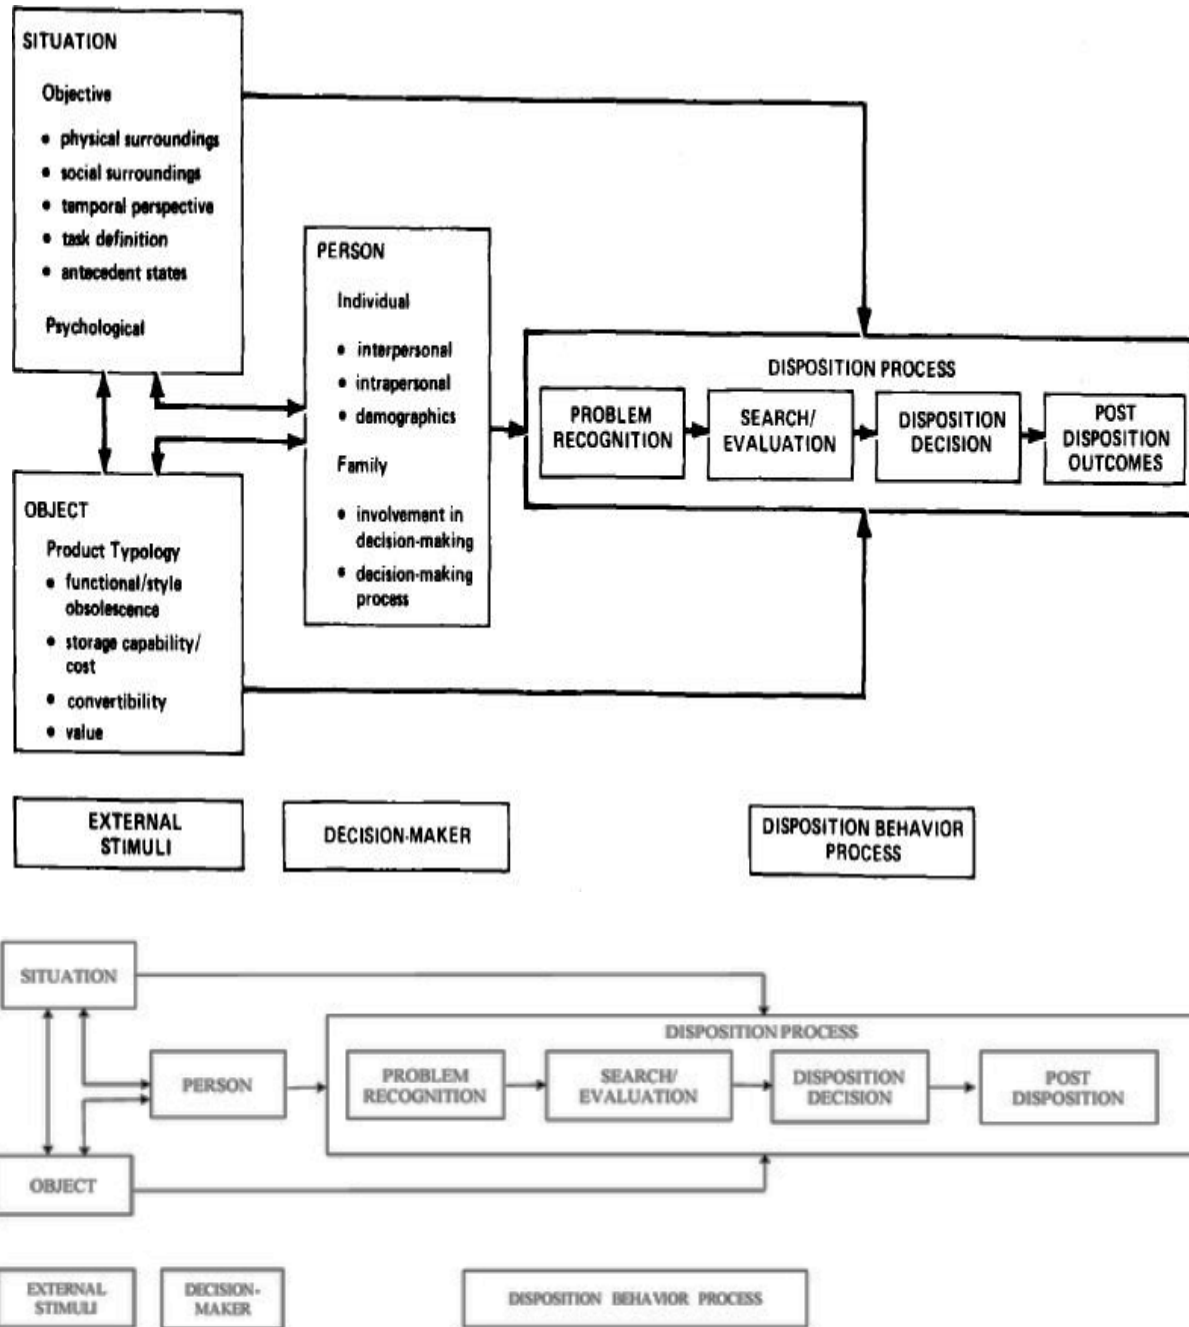 SITUATION
Objective
• physical surroundings
• social surroundings
• temporal perspective
• task definition
• antecedent states
Psychological
PERSON
Individual
• interpersonal
• intrapersonal
• demographics
Family
• involvement in
decision-making
• decision-making
process
OBJECT
Product Typology
• functional/style
obsolescence
• storage capability/
cost
• convertibility
• value
DISPOSITION PROCESS
PROBLEM
RECOGNITION
SEARCH/
EVALUATION
DISPOSITION
DECISION
POST
DISPOSITION
OUTCOMES
EXTERNAL
STIMULI
DECISION-MAKER
DISPOSITION BEHAVIOR
PROCESS
SITUATION
PERSON
OBJECT
DISPOSITION PROCESS
PROBLEM
RECOGNITION
SEARCH/
EVALUATION
DISPOSITION
DECISION
POST
DISPOSITION
EXTERNAL
STIMULI
DECISION-
MAKER
DISPOSITION BEHAVIOR PROCESS